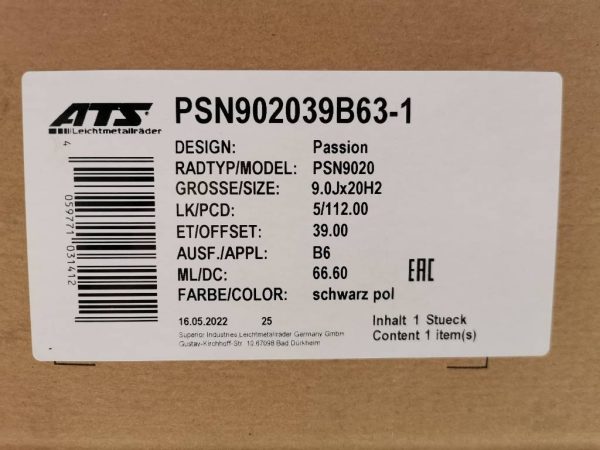 ATS
Leichtmetallräder
PSN902039B63-1
DESIGN: Passion
RADTYP/MODEL: PSN9020
GROSSE/SIZE: 9.0Jx20H2
LK/PCD: 5/112.00
ET/OFFSET: 39.00
AUSF./APPL: B6
ML/DC: 66.60
EAC
FARBE/COLOR: schwarz pol
4 059771 031412
16.05.2022 25
Inhalt 1 Stueck
Content 1 item(s)
Superior Industries Leichtmetallräder Germany GmbH
Gustav-Kirchhoff-Str. 10 67098 Bad Dürkheim